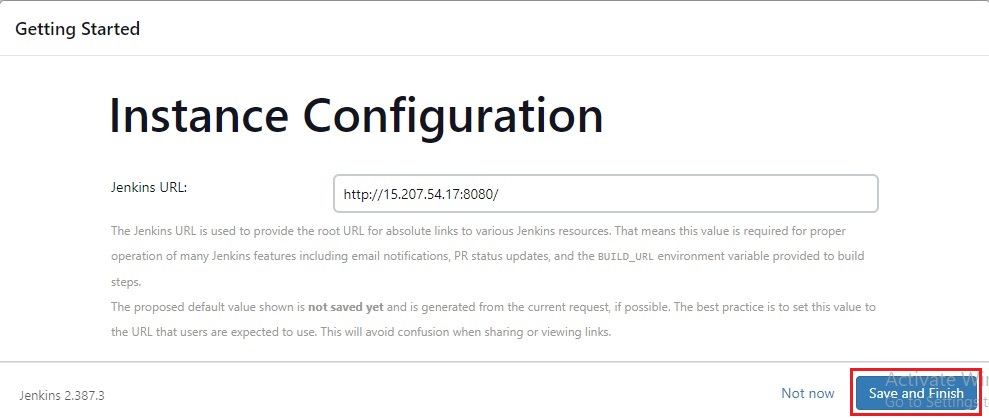 Getting Started
Instance Configuration
Jenkins URL:
http://15.207.54.17:8080/
The Jenkins URL is used to provide the root URL for absolute links to various Jenkins resources. That means this value is required for proper
operation of many Jenkins features including email notifications, PR status updates, and the BUILD_URL environment variable provided to build
steps.
The proposed default value shown is not saved yet and is generated from the current request, if possible. The best practice is to set this value to
the URL that users are expected to use. This will avoid confusion when sharing or viewing links.
Jenkins 2.387.3
Not now
Save and Finish
Activate Win
Go to Settings t